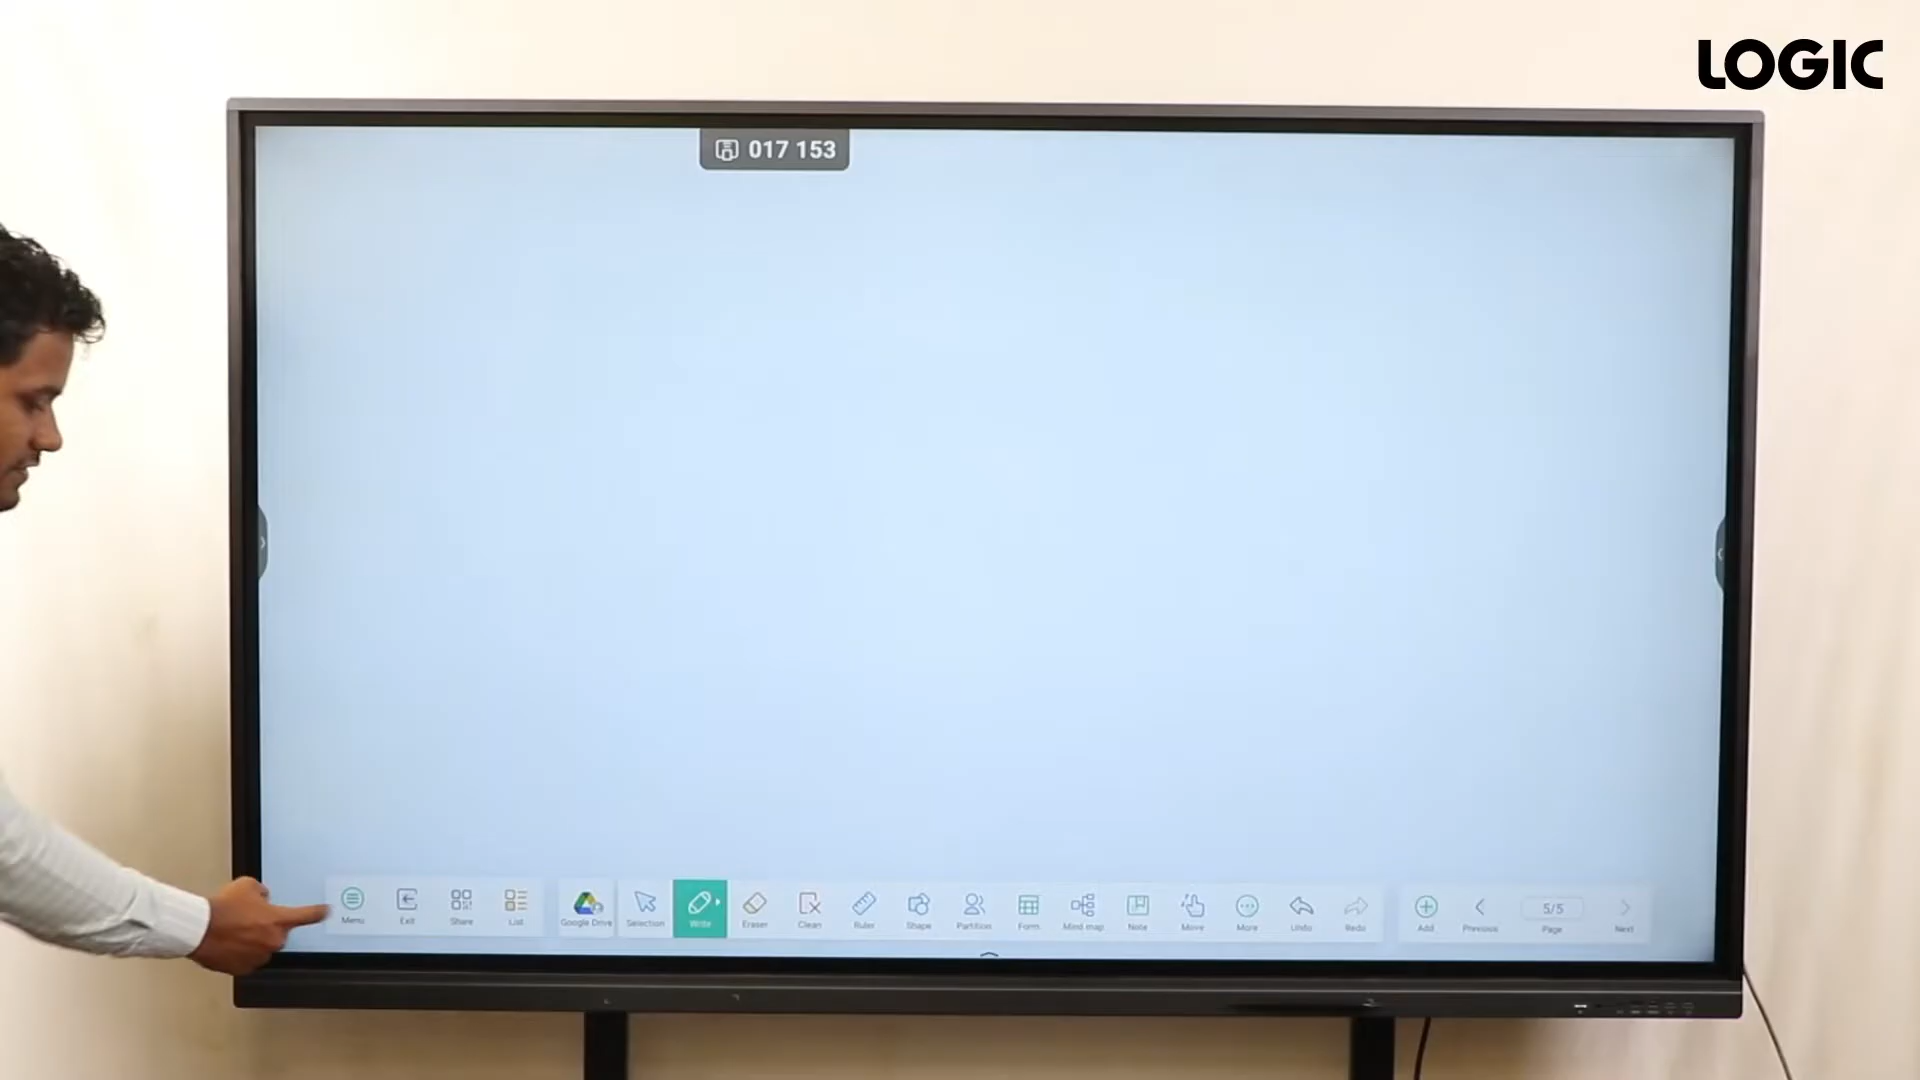 LOGIC
017 153
Menu Exit Share List Google Drive Selection Write Eraser Clean Ruler Shape Partition Form Mind map Note Move More Undo Redo Add Previous 5/5 Page Next